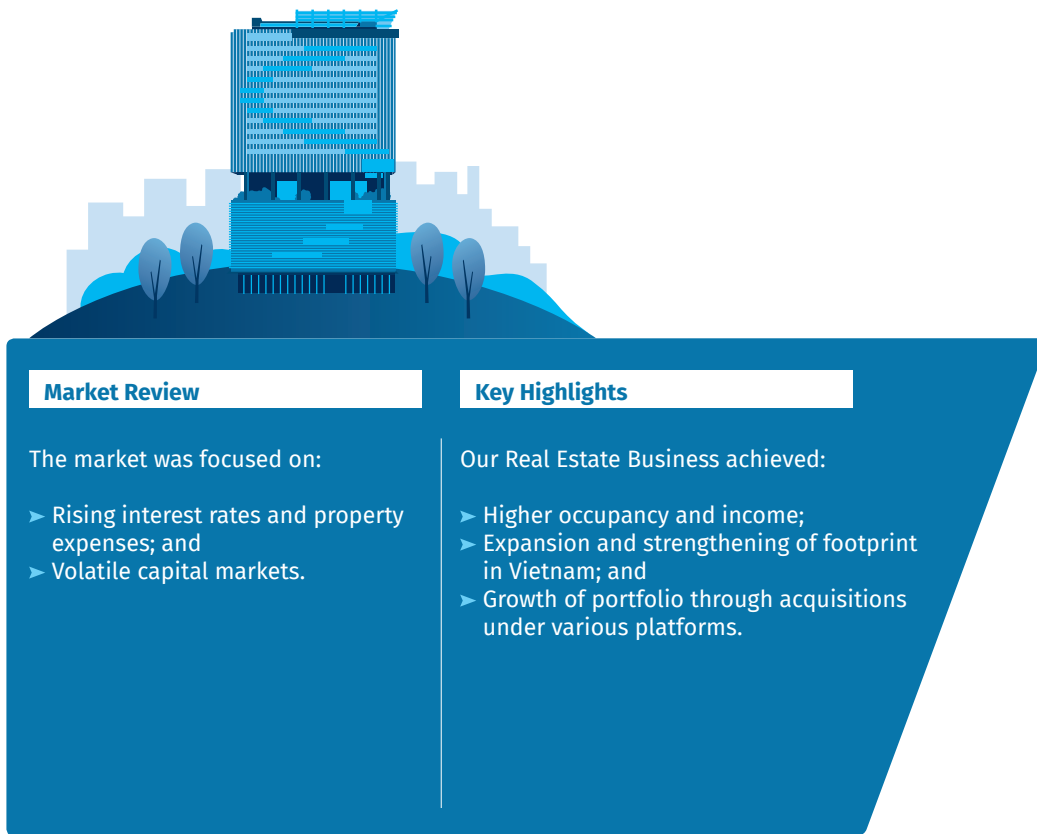 Market Review
The market was focused on:
➤ Rising interest rates and property
expenses; and
➤ Volatile capital markets.
Key Highlights
Our Real Estate Business achieved:
➤ Higher occupancy and income;
➤ Expansion and strengthening of footprint
in Vietnam; and
➤ Growth of portfolio through acquisitions
under various platforms.